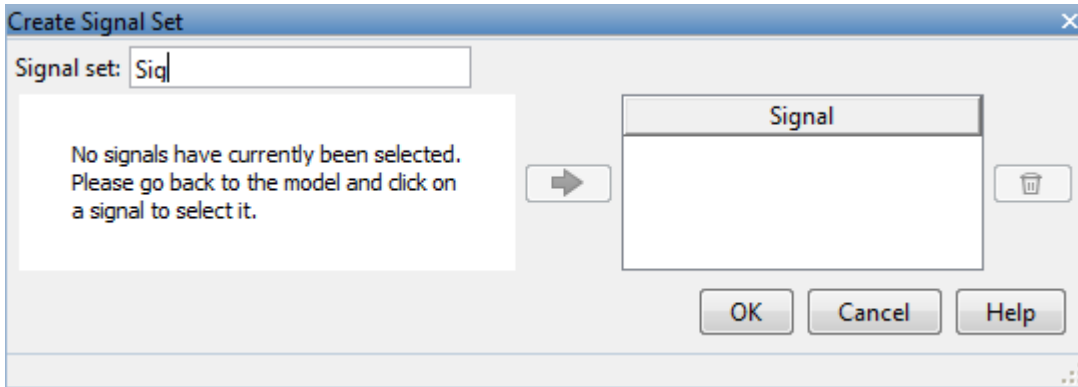 Create Signal Set
Signal set: Sig
No signals have currently been selected.
Please go back to the model and click on
a signal to select it.
Signal
OK Cancel Help